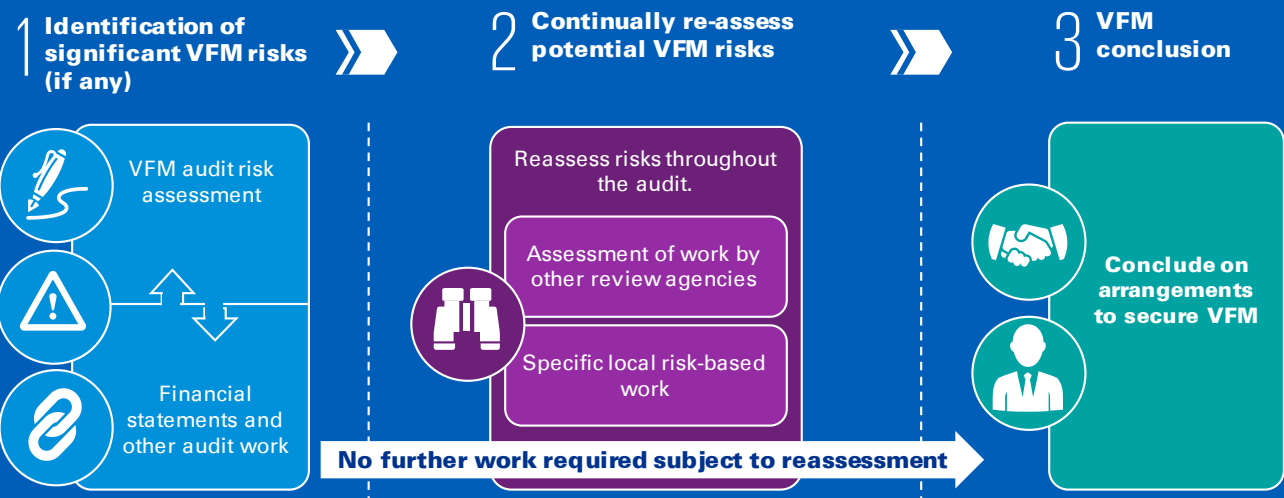 1
Identification of
significant VFM risks
(if any)
2
Continually re-assess
potential VFM risks
3
VFM
conclusion
VFM audit risk
assessment
Financial
statements and
other audit work
Reassess risks throughout
the audit.
Assessment of work by
other review agencies
Specific local risk-based
work
No further work required subject to reassessment
Conclude on
arrangements
to secure VFM